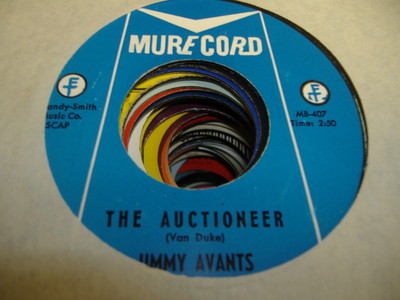 MURECORD
andy-Smith
usic Co.
SCAP
MB-407
Time: 2:50
THE AUCTIONEER
(Van Duke)
JIMMY AVANTS